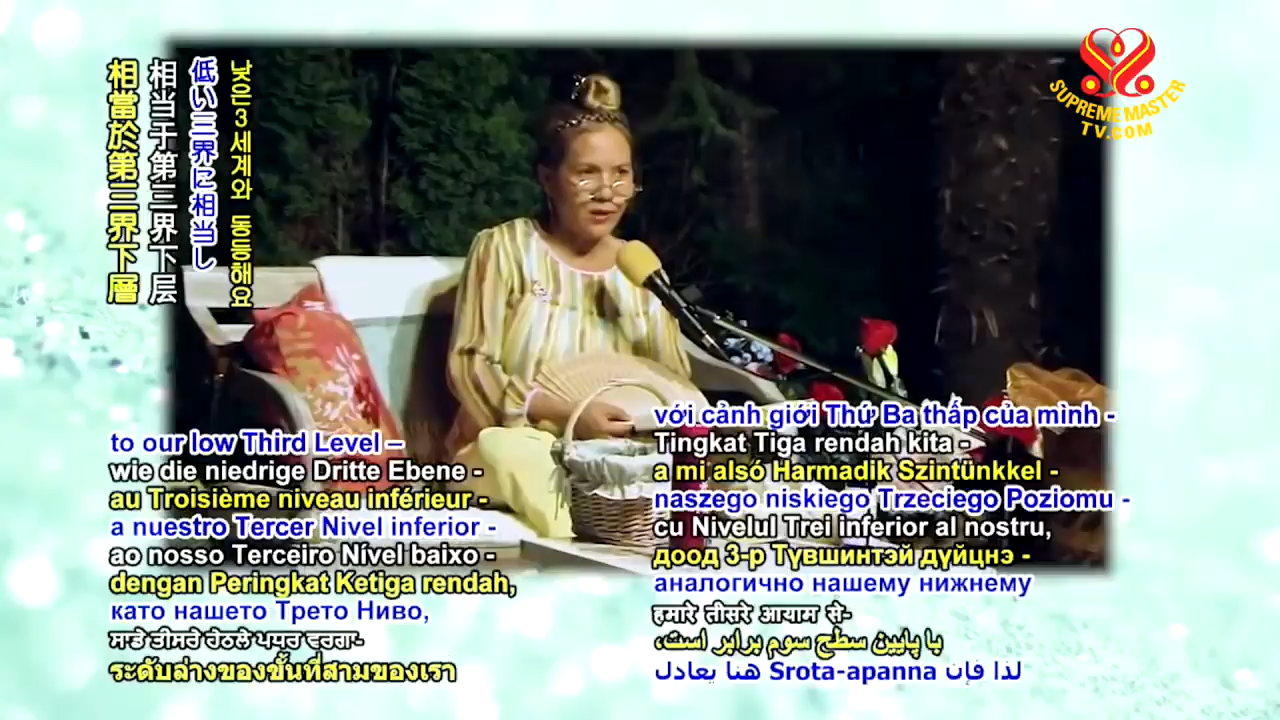 SUPREME MASTER
TV.COM
相當於第三界下層
相当于第三界下层
低い三界に相当し
낮은 3 세계와 동등해요
to our low Third Level –
wie die niedrige Dritte Ebene -
au Troisième niveau inférieur -
a nuestro Tercer Nivel inferior -
ao nosso Terceiro Nível baixo -
dengan Peringkat Ketiga rendah,
като нашето Трето Ниво,
ਸਾਡੇ ਤੀਸਰੇ ਹੇਠਲੇ ਪਧਰ ਵਰਗਾ-
ระดับล่างของขั้นที่สามของเรา
với cảnh giới Thứ Ba thấp của mình -
Tingkat Tiga rendah kita -
a mi alsó Harmadik Szintünkkel -
naszego niskiego Trzeciego Poziomu -
cu Nivelul Trei inferior al nostru,
доод 3-р Түвшинтэй дүйцнэ -
аналогично нашему нижнему
हमारे तीसरे आयाम से-
با پایین سطح سوم برابر است،
لذا فإن Srota-apanna هنا يعادل